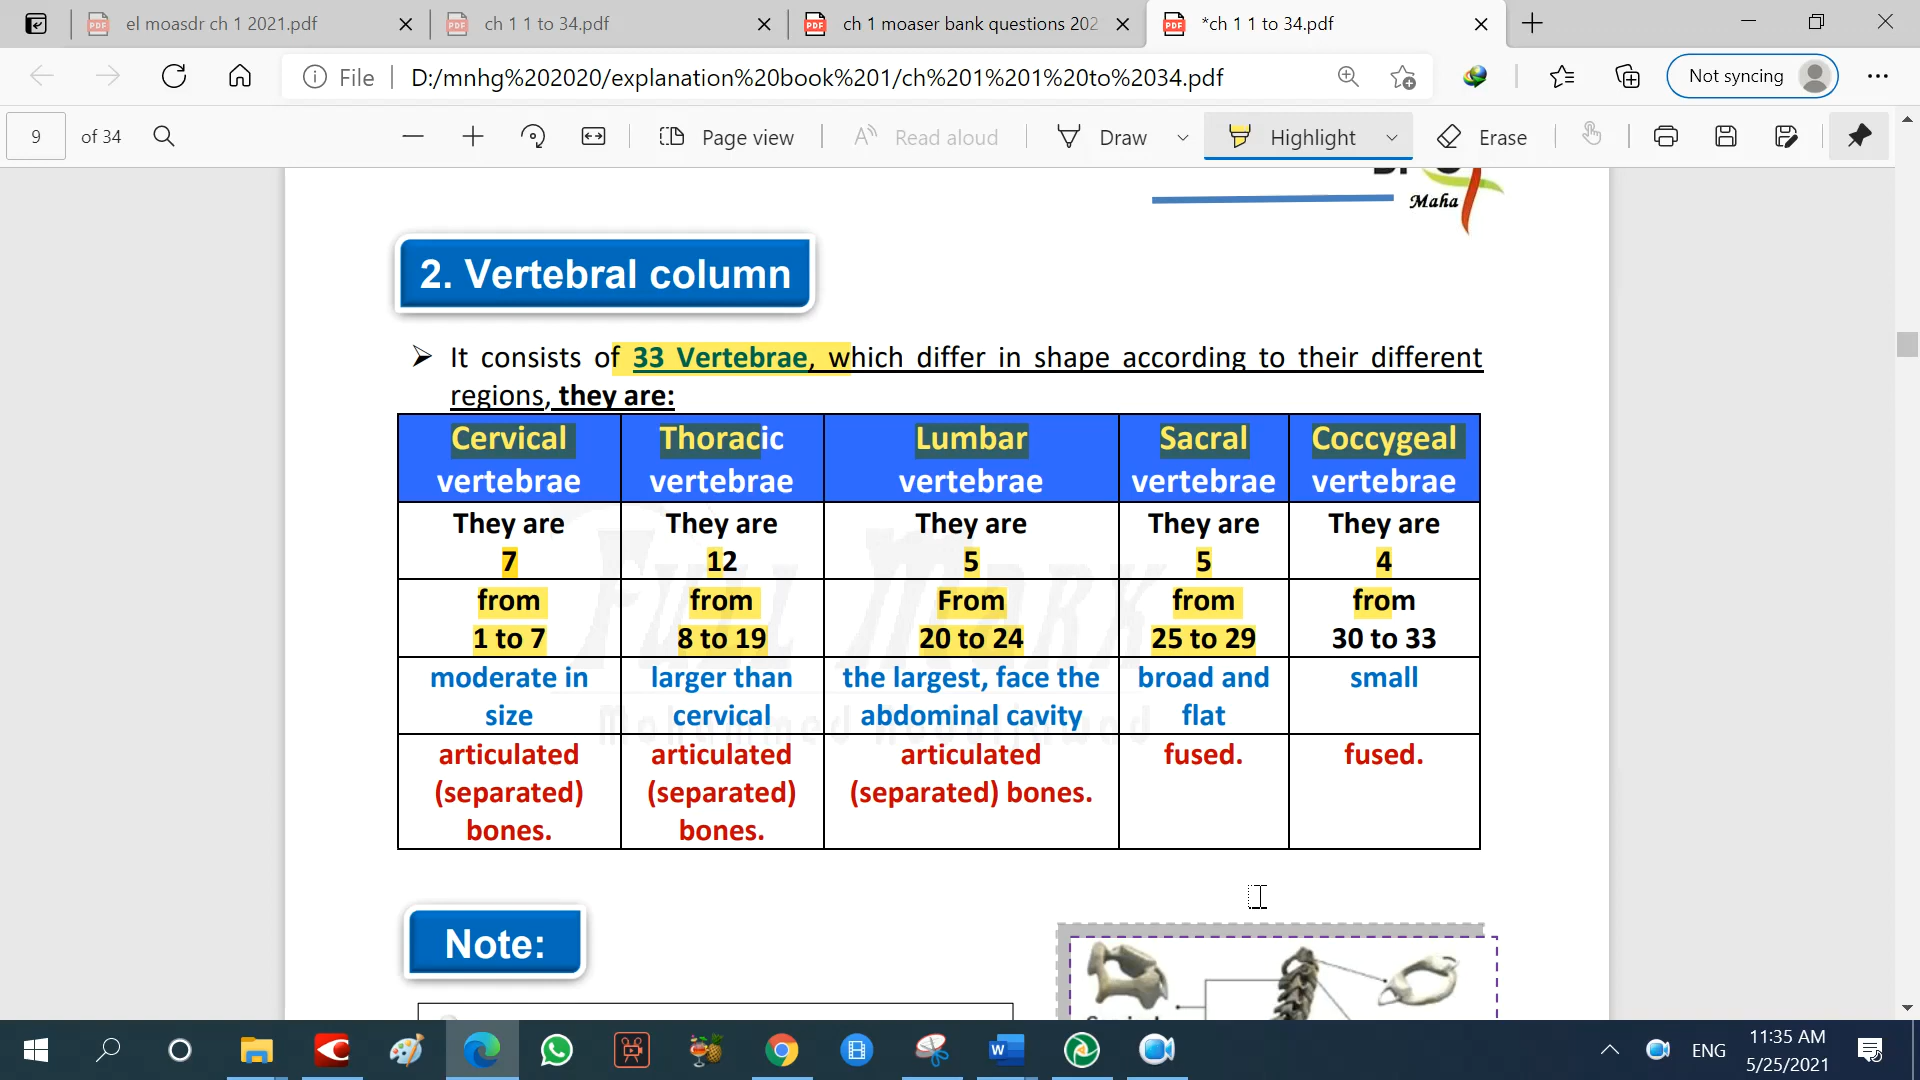 el moasdr ch 1 2021.pdf
ch 1 1 to 34.pdf
ch 1 moaser bank questions 202
*ch 1 1 to 34.pdf
File
D:/mnhg%202020/explanation%20book%201/ch%201%201%20to%2034.pdf
Not syncing
9 of 34
Page view
Read aloud
Draw
Highlight
Erase
Maha
2. Vertebral column
It consists of 33 Vertebrae, which differ in shape according to their different
regions, they are:
Cervical vertebrae
Thoracic vertebrae
Lumbar vertebrae
Sacral vertebrae
Coccygeal vertebrae
They are 7
They are 12
They are 5
They are 5
They are 4
from 1 to 7
from 8 to 19
From 20 to 24
from 25 to 29
from 30 to 33
moderate in size
larger than cervical
the largest, face the abdominal cavity
broad and flat
small
articulated (separated) bones.
articulated (separated) bones.
articulated (separated) bones.
fused.
fused.
Full Mark
Note:
ENG
11:35 AM
5/25/2021